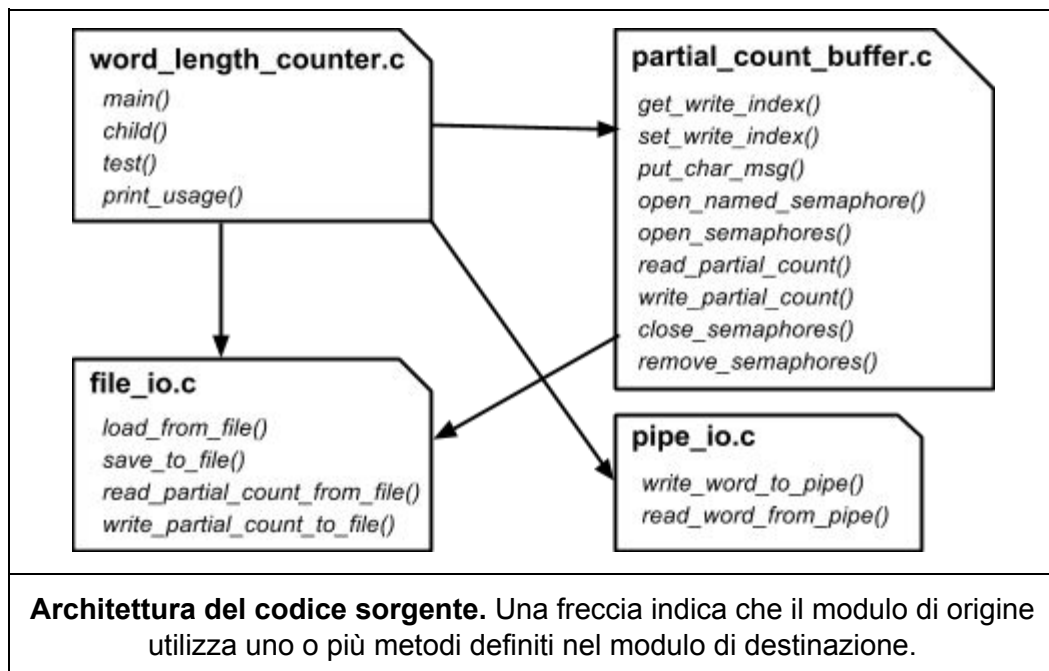 word_length_counter.c
main()
child()
test()
print_usage()
partial_count_buffer.c
get_write_index()
set_write_index()
put_char_msg()
open_named_semaphore()
open_semaphores()
read_partial_count()
write_partial_count()
close_semaphores()
remove_semaphores()
file_io.c
load_from_file()
save_to_file()
read_partial_count_from_file()
write_partial_count_to_file()
pipe_io.c
write_word_to_pipe()
read_word_from_pipe()
Architettura del codice sorgente. Una freccia indica che il modulo di origine
utilizza uno o più metodi definiti nel modulo di destinazione.